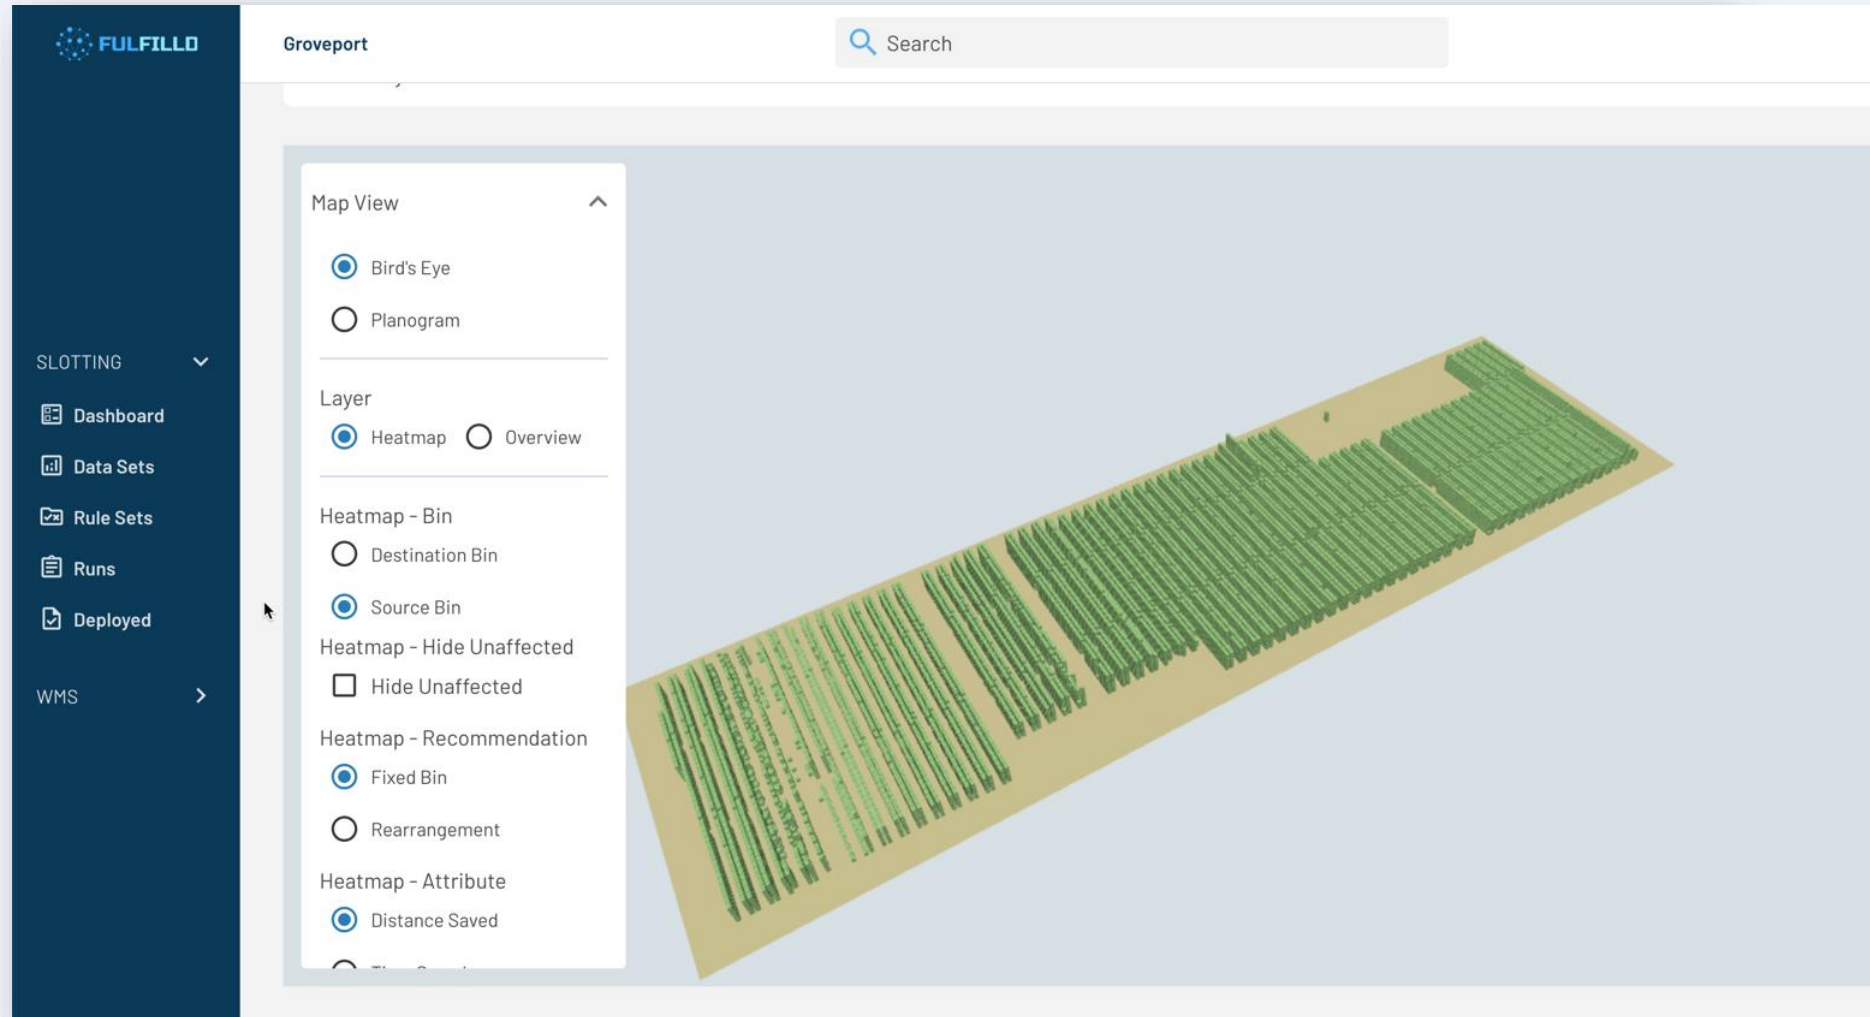 FULFILLD
Groveport
Search
SLOTTING
Dashboard
Data Sets
Rule Sets
Runs
Deployed
WMS
Map View
Bird's Eye
Planogram
Layer
Heatmap Overview
Heatmap - Bin
Destination Bin
Source Bin
Heatmap - Hide Unaffected
Hide Unaffected
Heatmap - Recommendation
Fixed Bin
Rearrangement
Heatmap - Attribute
Distance Saved